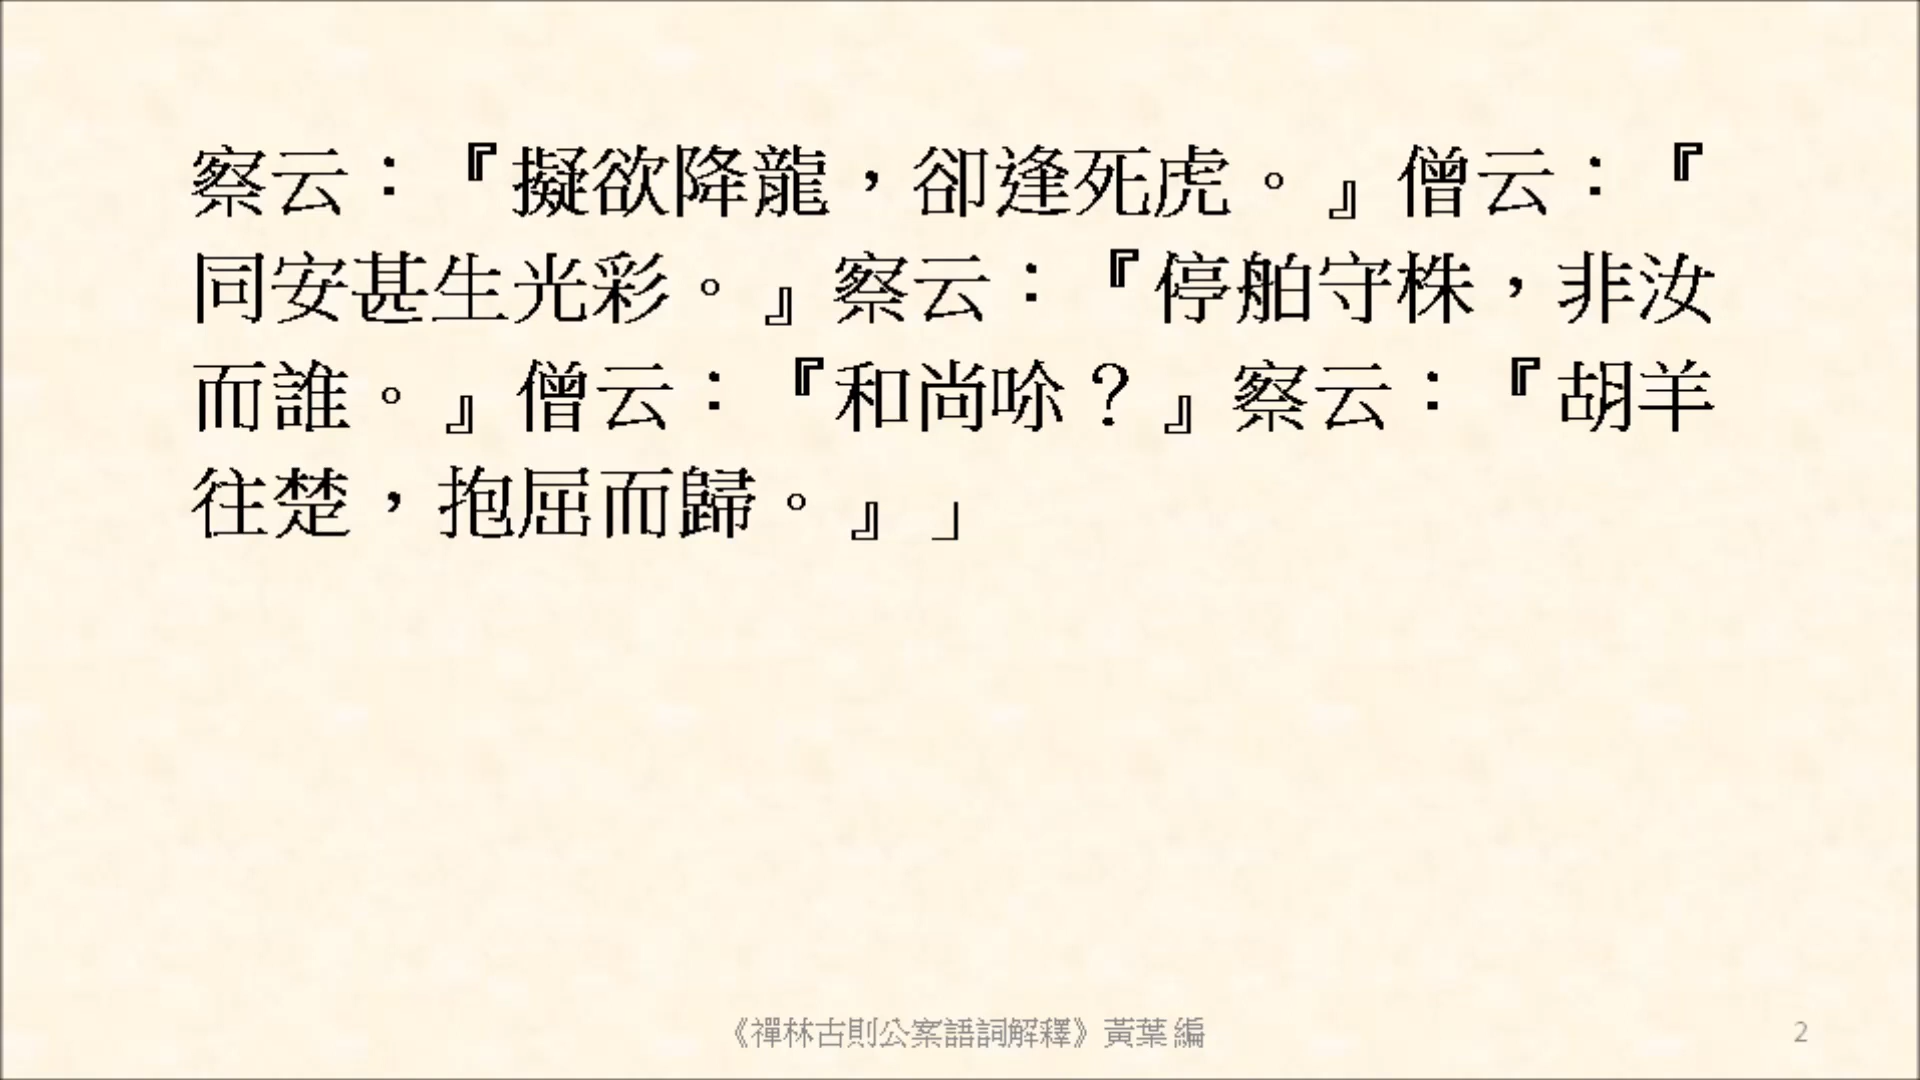 察云：『擬欲降龍，卻逢死虎。』僧云：『
同安甚生光彩。』察云：『停舶守株，非汝
而誰。』僧云：『和尚唹？』察云：『胡羊
往楚，抱屈而歸。』」
《禪林古則公案語詞解釋》黃葉 編
2